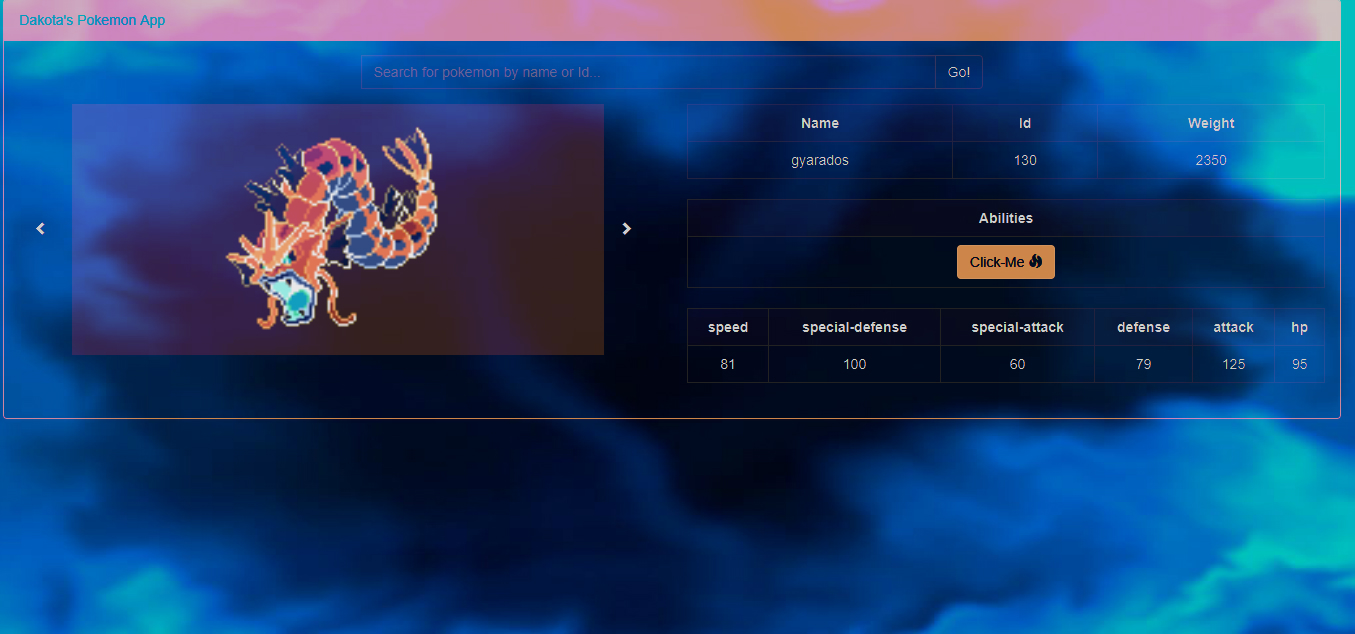 Dakota's Pokemon App
Search for pokemon by name or Id...
Go!
Name Id Weight
gyarados 130 2350
Abilities
Click-Me
speed special-defense special-attack defense attack hp
81 100 60 79 125 95